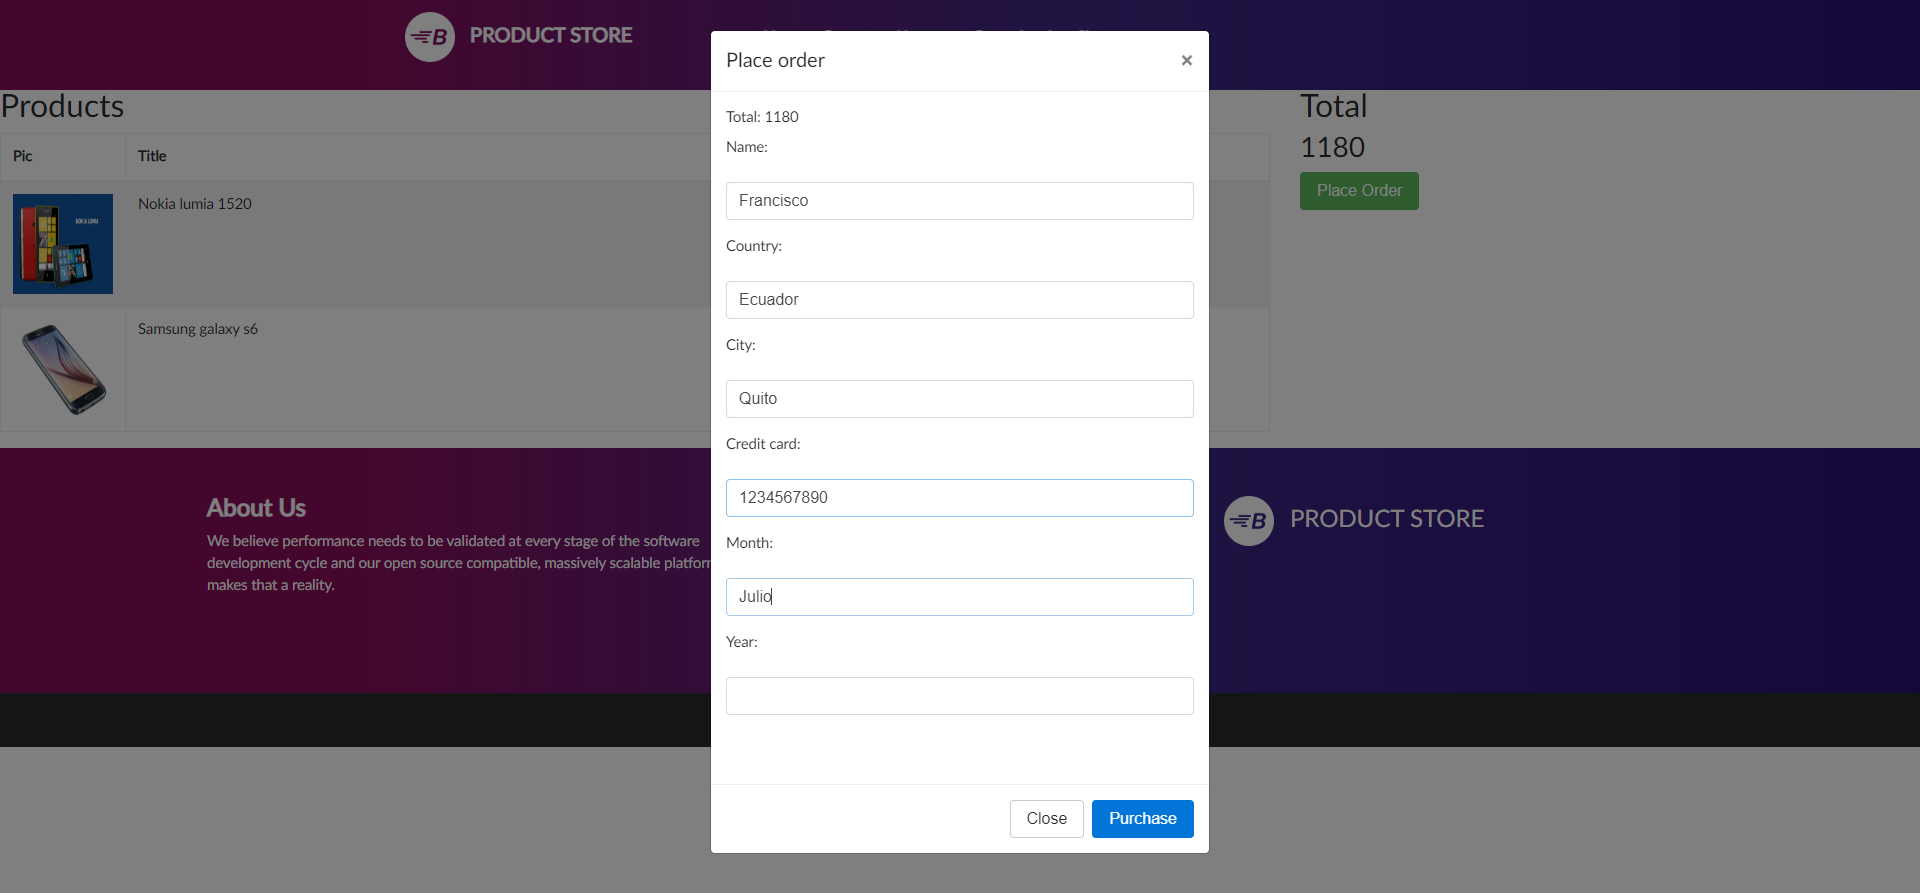 PRODUCT STORE
Place order
×
Products
Total
1180
Place Order
Pic
Title
Nokia lumia 1520
NOKIA LUMIA
Samsung galaxy s6
Total: 1180
Name:
Francisco
Country:
Ecuador
City:
Quito
Credit card:
1234567890
Month:
Julio
Year:
Close
Purchase
About Us
We believe performance needs to be validated at every stage of the software
development cycle and our open source compatible, massively scalable platfor
makes that a reality.
B
PRODUCT STORE